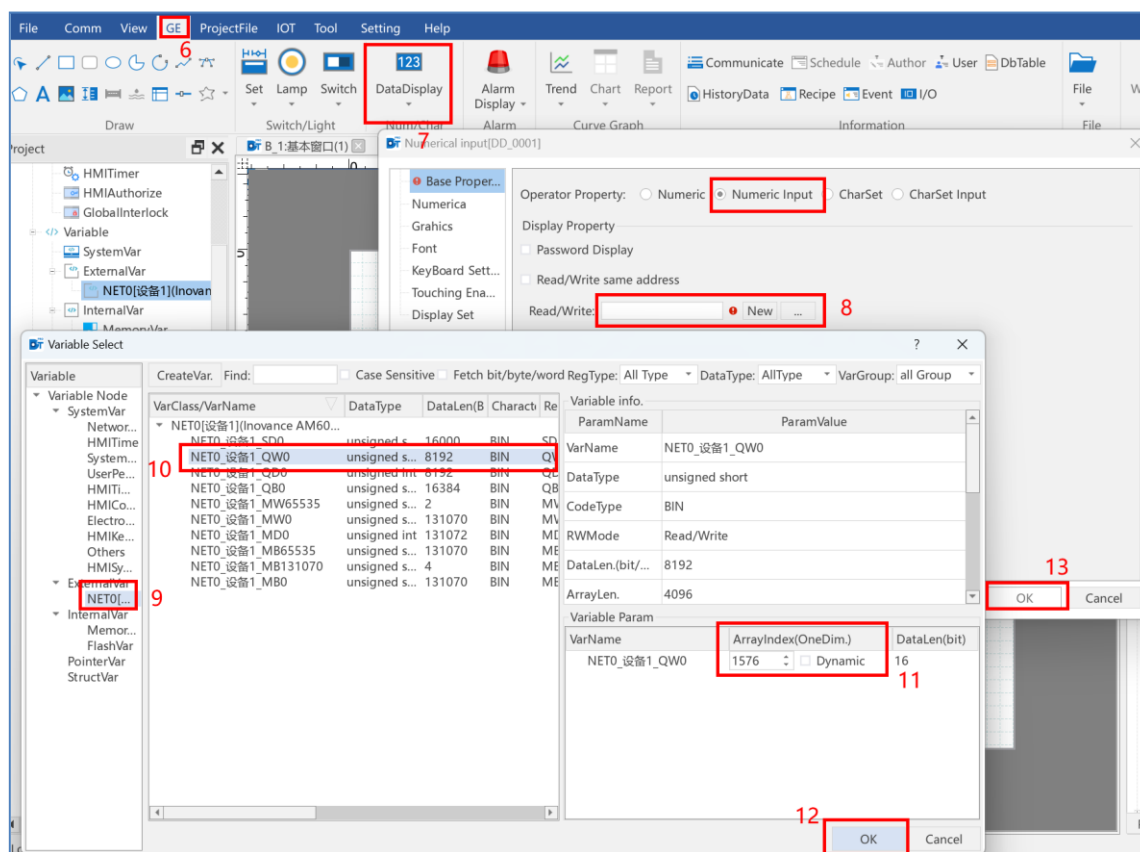 File Comm View GE ProjectFile IOT Tool Setting Help
6
123
Set Lamp Switch DataDisplay Alarm Display Trend Chart Report Communicate Schedule Author User DbTable
HistoryData Recipe Event I/O File
Draw Switch/Light Num/Char Alarm Curve Graph Information File
7
roject
B_1:基本窗口(1)
Numerical input[DD_0001]
HMITimer
HMIAuthorize
GlobalInterlock
Variable
SystemVar
ExternalVar
NET0[设备1](Inovan
InternalVar
MemoryVar
0
5
Base Proper...
Numerica
Grahics
Font
KeyBoard Sett...
Touching Ena...
Display Set
Operator Property: Numeric Numeric Input CharSet CharSet Input
Display Property
Password Display
Read/Write same address
Read/Write: New ...
8
Variable Select
?
Variable
Variable Node
SystemVar
Networ...
HMITime
System...
UserPe...
HMITi...
HMICo...
Electro...
HMIKe...
Others
HMISy...
ExternalVar
NET0[...
9
InternalVar
Memor...
FlashVar
PointerVar
StructVar
CreateVar. Find: Case Sensitive Fetch bit/byte/word RegType: All Type DataType: AllType VarGroup: all Group
VarClass/VarName DataType DataLen(B Charact Re
NET0[设备1](Inovance AM60...
NET0_设备1_SD0 unsigned s... 16000 BIN SD
10
NET0_设备1_QW0 unsigned s... 8192 BIN QV
NET0_设备1_QD0 unsigned int 8192 BIN QD
NET0_设备1_QB0 unsigned s... 16384 BIN QB
NET0_设备1_MW65535 unsigned s... 2 BIN MV
NET0_设备1_MW0 unsigned s... 131070 BIN MV
NET0_设备1_MD0 unsigned int 131072 BIN MD
NET0_设备1_MB65535 unsigned s... 131070 BIN ME
NET0_设备1_MB131070 unsigned s... 4 BIN ME
NET0_设备1_MB0 unsigned s... 131070 BIN ME
Variable info.
ParamName ParamValue
VarName NET0_设备1_QW0
DataType unsigned short
CodeType BIN
RWMode Read/Write
DataLen.(bit/... 8192
ArrayLen. 4096
Variable Param
VarName ArrayIndex(OneDim.) DataLen(bit)
NET0_设备1_QW0 1576 Dynamic 16
11
12
OK Cancel
13
OK Cancel